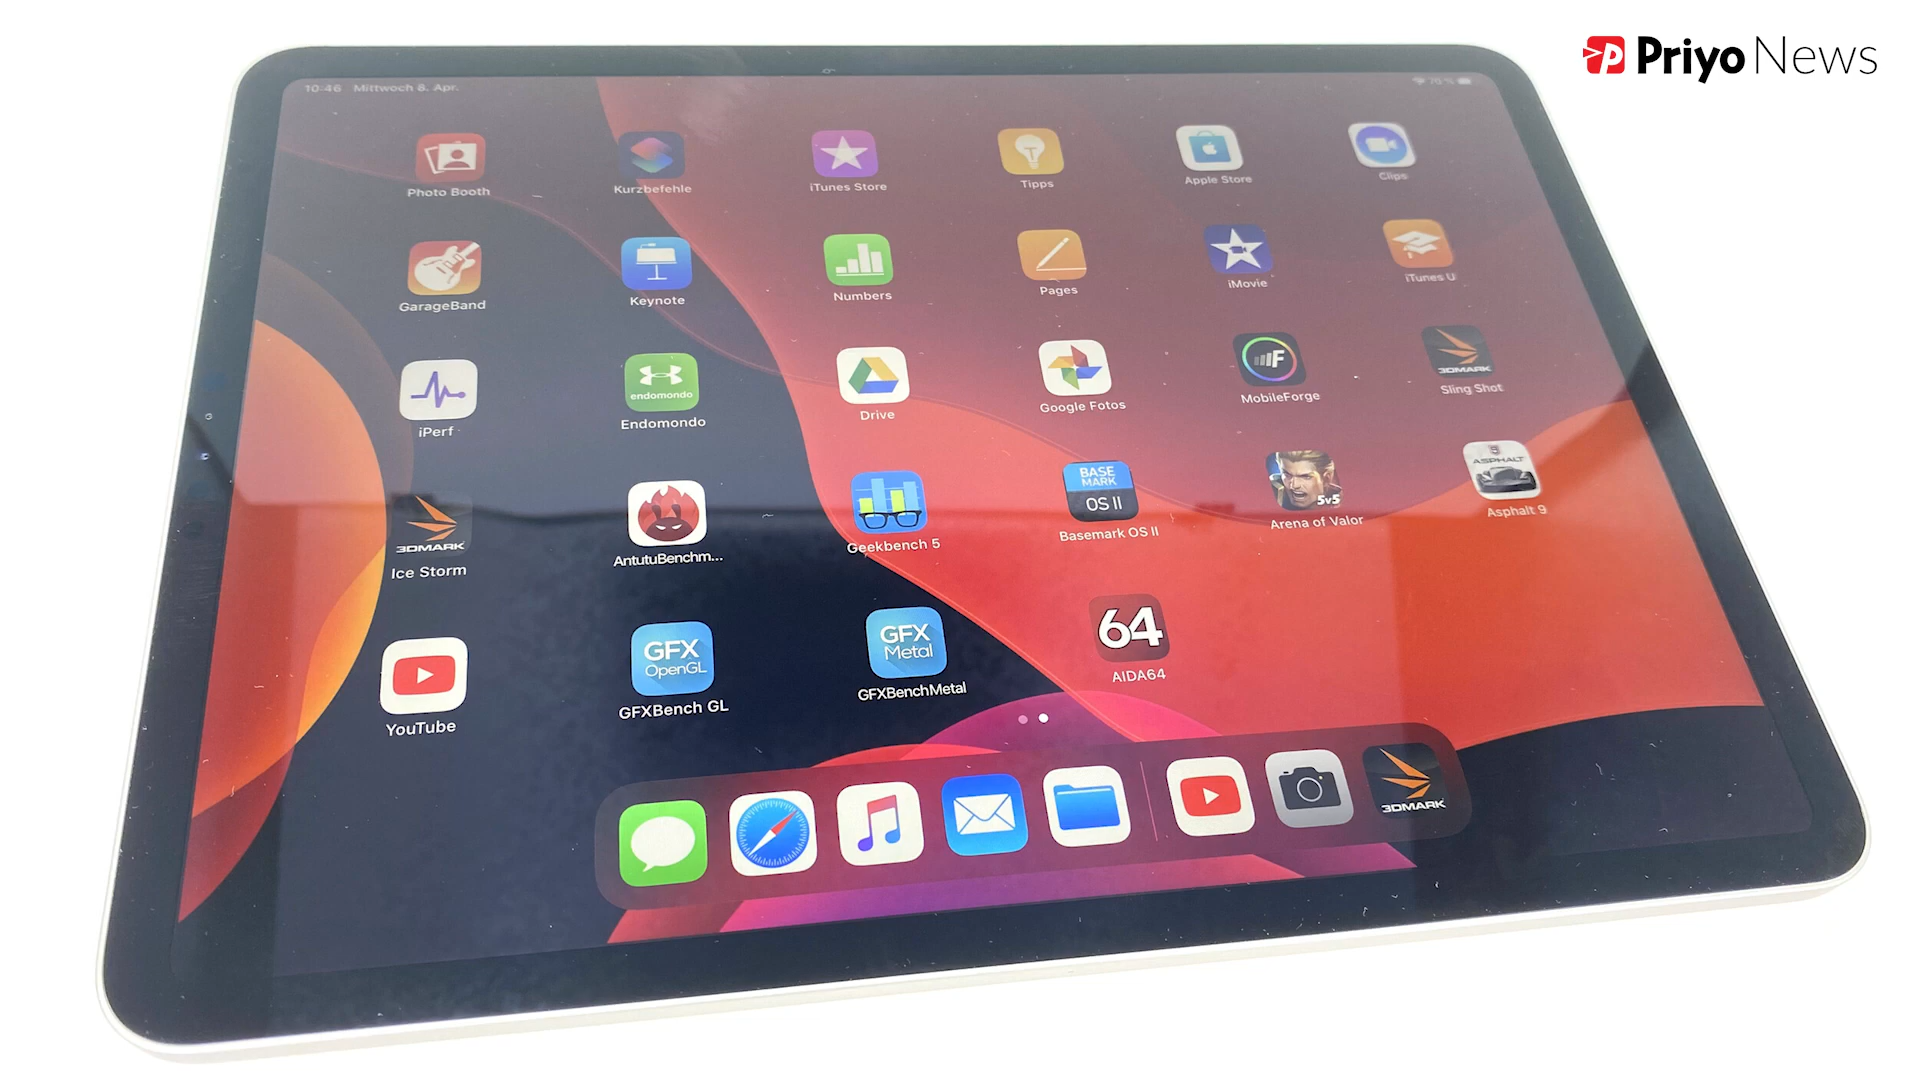 Priyo News
10:46 Mittwoch 8. Apr.
70 %
Photo Booth
Kurzbefehle
iTunes Store
Tipps
Apple Store
Clips
GarageBand
Keynote
Numbers
Pages
iMovie
iTunes U
endomondo
F
3DMARK
iPerf
Endomondo
Drive
Google Fotos
MobileForge
Sling Shot
3DMARK
BASE
MARK
OS II
5v5
ASPHALT
Ice Storm
AntutuBenchm...
Geekbench 5
Basemark OS II
Arena of Valor
Asphalt 9
GFX
OpenGL
GFX
Metal
64
YouTube
GFXBench GL
GFXBenchMetal
AIDA64
3DMARK